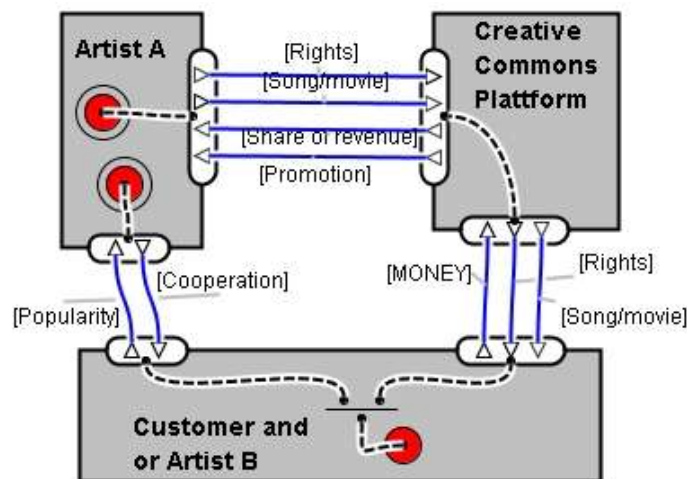 Artist A
[Rights]
[Song/movie]
[Share of revenue]
[Promotion]
Creative
Commons
Plattform
[Cooperation]
[Popularity]
[MONEY]
[Rights]
[Song/movie]
Customer and
or Artist B